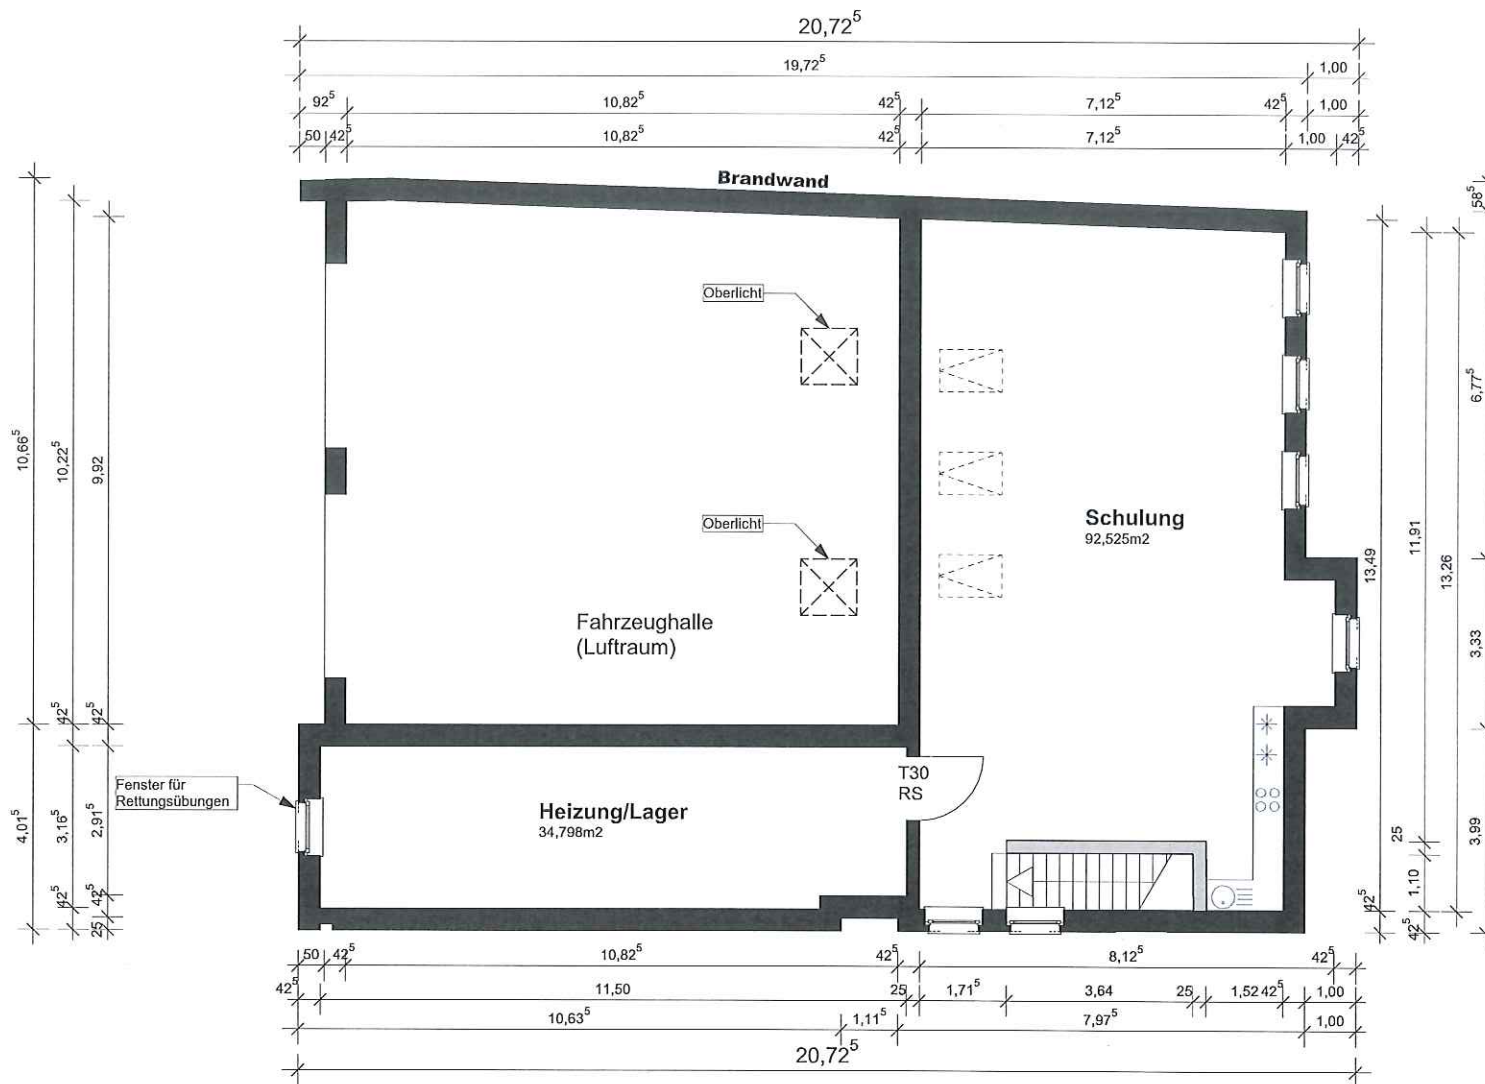 20,72⁵
19,72⁵ 1,00
92⁵ 10,82⁵ 42⁵ 7,12⁵ 42⁵ 1,00
50 42⁵ 10,82⁵ 42⁵ 7,12⁵ 1,00 42⁵
Brandwand
58⁵
Oberlicht
10,66⁵
10,22⁵
9,92
6,77⁵
Oberlicht
Schulung
92,525m2
13,49
11,91
13,26
Fahrzeughalle
(Luftraum)
3,33
42⁵
42⁵
T30
RS
Fenster für
Rettungsübungen
Heizung/Lager
34,798m2
4,01⁵
3,16⁵
2,91⁵
25
3,99
1,10
42⁵
42⁵
25
42⁵
42⁵
50 42⁵ 10,82⁵ 42⁵ 8,12⁵ 42⁵
42⁵ 11,50 25 1,71⁵ 3,64 25 1,52 42⁵ 1,00
10,63⁵ 1,11⁵ 7,97⁵ 1,00
20,72⁵